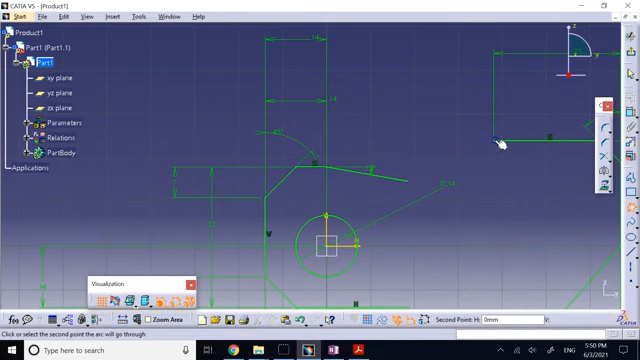 CATIA V5 - [Product1]
Start File Edit View Insert Tools Window Help
Product1
Part1 (Part1.1)
Part1
xy plane
yz plane
zx plane
Parameters
Relations
PartBody
Applications
14
14
45°
D 14
z
y
V
H
V
H
Visualization
Zoom Area
Second Point: H: 0mm V:
Click or select the second point the arc will go through
Type here to search
ENG
5:50 PM
6/3/2021